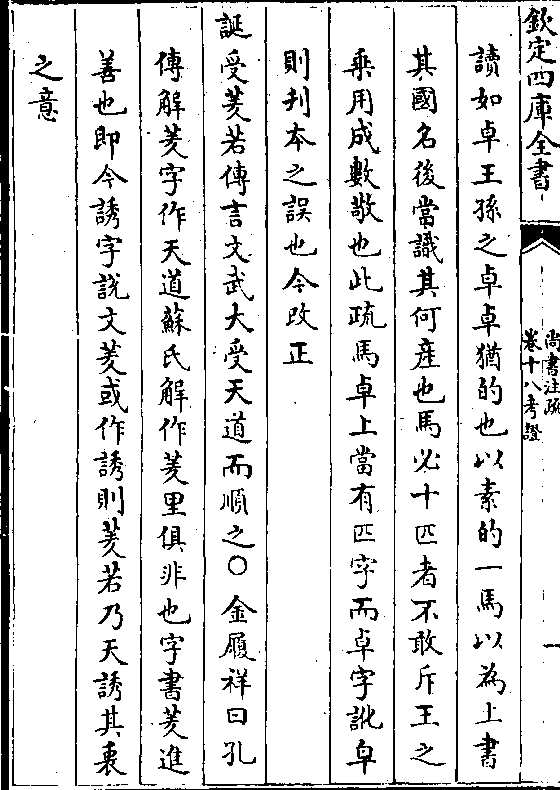 欽定四庫全書
尚書注疏
卷十八考證
一
讀如卓王孫之卓卓猶的也以素的一馬以為上書
其國名後當識其何産也馬必十匹者不敢斥王之
乘用成數敬也此疏馬卓上當有匹字而卓字訛卓
則刋本之誤也今改正
誕受羑若傳言文武大受天道而順之○金履祥曰孔
傳解羑字作天道蘇氏解作羑里俱非也字書羑進
善也即今誘字説文羑或作誘則羑若乃天誘其衷
之意